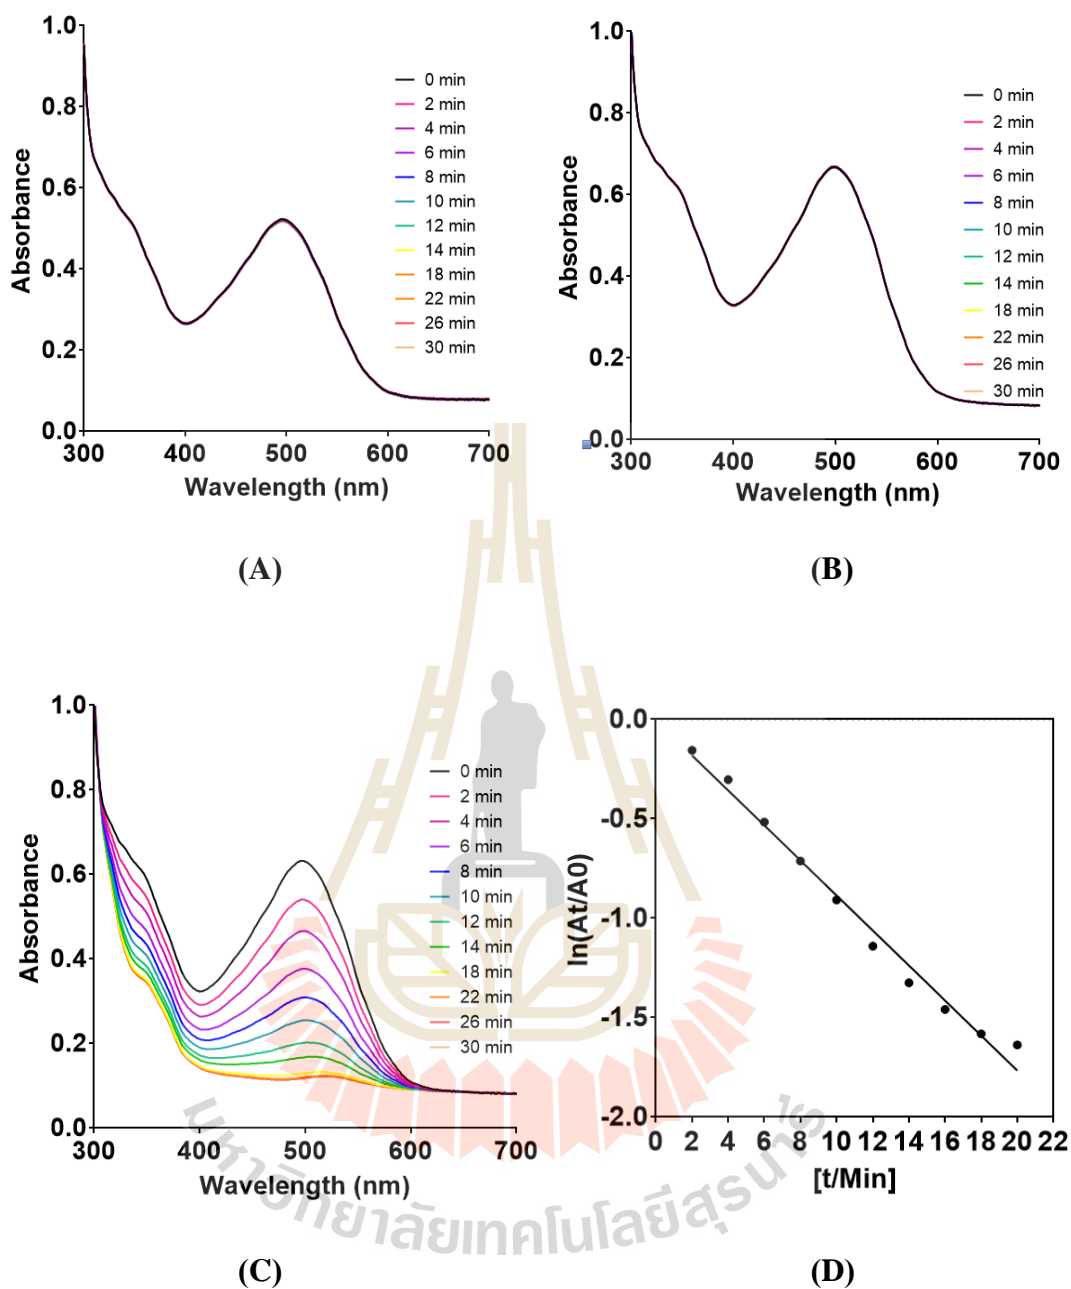 1.0
0.8
0.6
0.4
0.2
0.0
Absorbance
300 400 500 600 700
Wavelength (nm)
0 min
2 min
4 min
6 min
8 min
10 min
12 min
14 min
18 min
22 min
26 min
30 min
(A)
1.0
0.8
0.6
0.4
0.2
0.0
Absorbance
300 400 500 600 700
Wavelength (nm)
0 min
2 min
4 min
6 min
8 min
10 min
12 min
14 min
18 min
22 min
26 min
30 min
(B)
1.0
0.8
0.6
0.4
0.2
0.0
Absorbance
300 400 500 600 700
Wavelength (nm)
0 min
2 min
4 min
6 min
8 min
10 min
12 min
14 min
18 min
22 min
26 min
30 min
(C)
0.0
-0.5
-1.0
-1.5
-2.0
ln(At/A0)
0 2 4 6 8 10 12 14 16 18 20 22
[t/Min]
(D)
มหาวิทยาลัยเทคโนโลยีสุรนารี